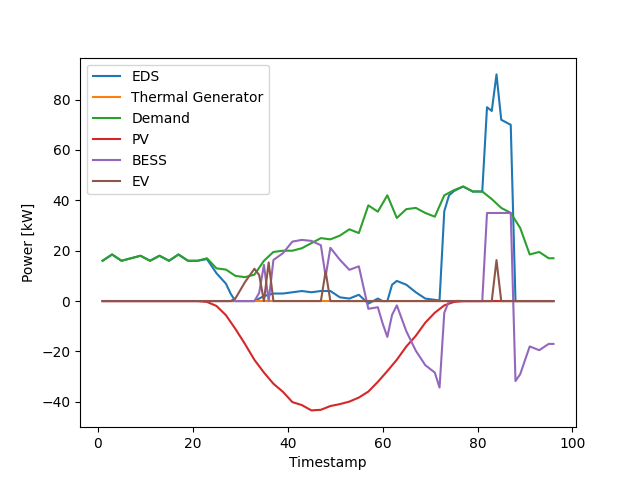 EDS
Thermal Generator
Demand
PV
BESS
EV
Power [kW]
80
60
40
20
0
−20
−40
0 20 40 60 80 100
Timestamp